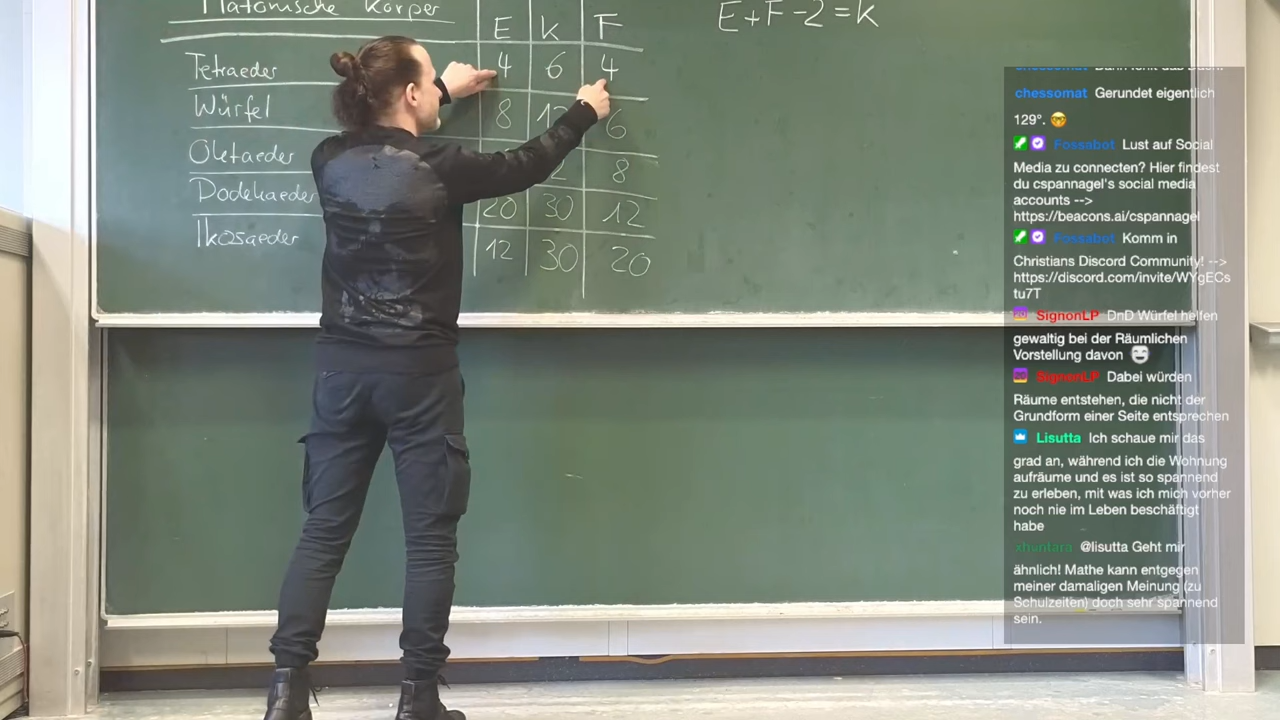 Platonische Körper
E K F
E+F-2=K
Tetraeder 4 6 4
Würfel 8 12 6
Oktaeder 8
Dodekaeder 20 30 12
Ikosaeder 12 30 20
chessomat Gerundet eigentlich
129°. 🤓
Fossabot Lust auf Social
Media zu connecten? Hier findest
du cspannagel's social media
accounts -->
https://beacons.ai/cspannagel
Fossabot Komm in
Christians Discord Community! -->
https://discord.com/invite/WYgECs
tu7T
SignonLP DnD Würfel helfen
gewaltig bei der Räumlichen
Vorstellung davon
SignonLP Dabei würden
Räume entstehen, die nicht der
Grundform einer Seite entsprechen
Lisutta Ich schaue mir das
grad an, während ich die Wohnung
aufräume und es ist so spannend
zu erleben, mit was ich mich vorher
noch nie im Leben beschäftigt
habe
xhuntara @lisutta Geht mir
ähnlich! Mathe kann entgegen
meiner damaligen Meinung (zu
Schulzeiten) doch sehr spannend
sein.